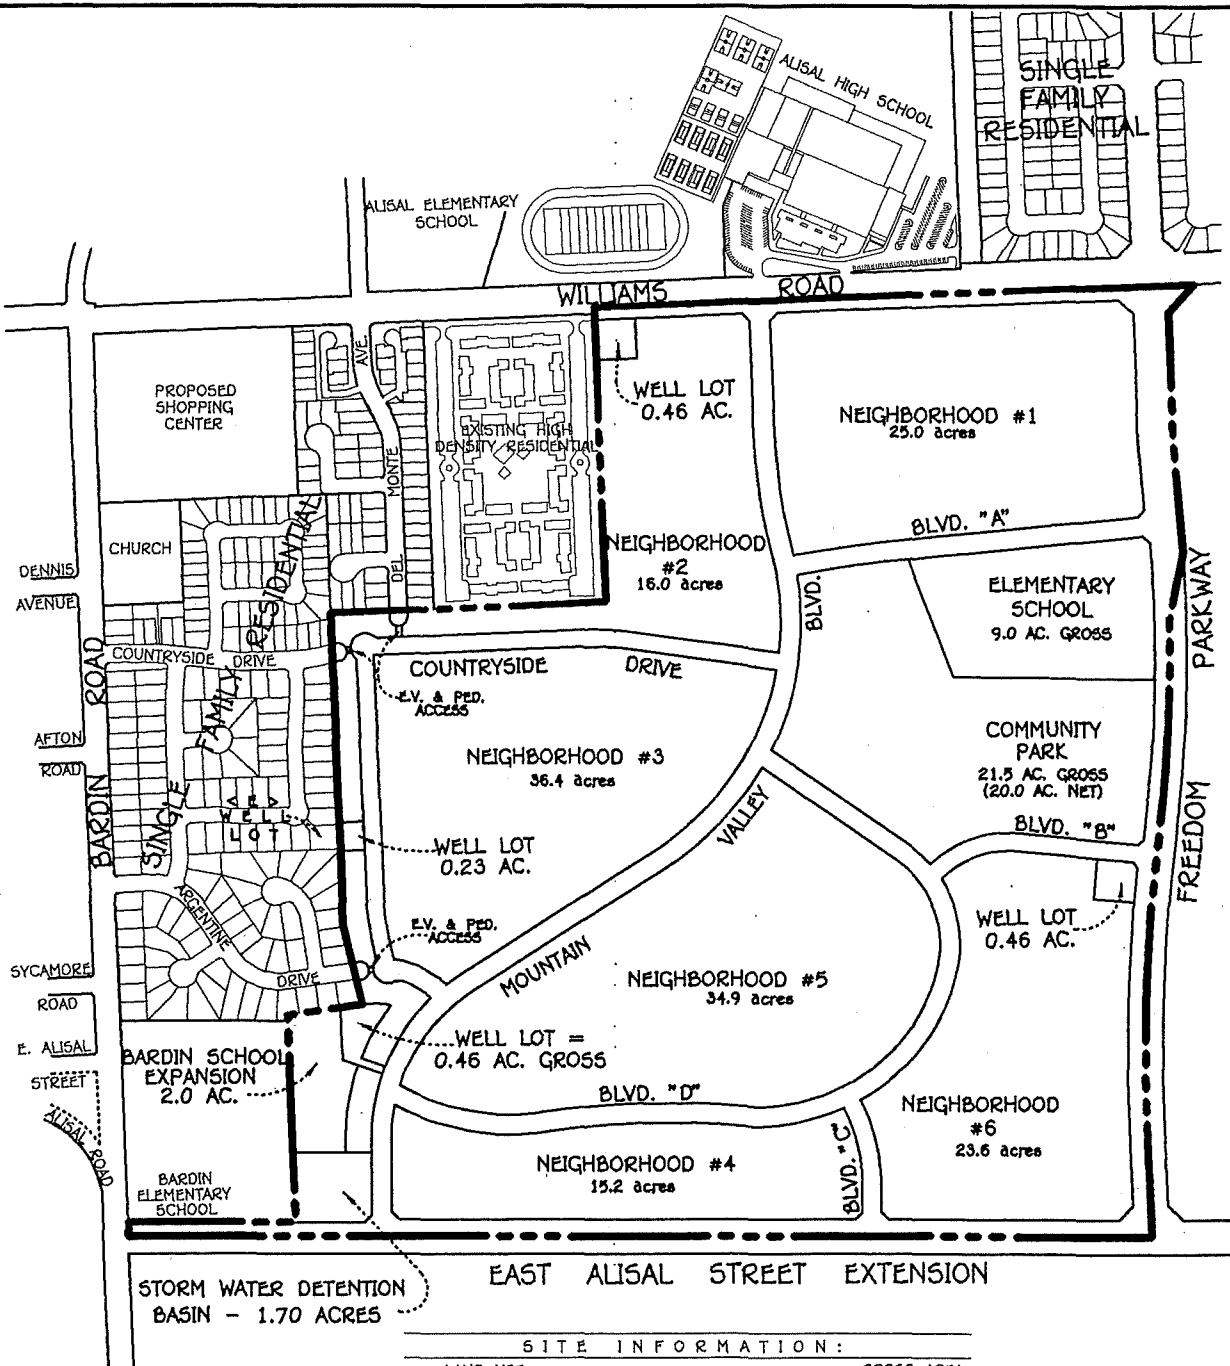 SINGLE
FAMILY
RESIDENTIAL
ALISAL HIGH SCHOOL
ALISAL ELEMENTARY
SCHOOL
WILLIAMS ROAD
PROPOSED
SHOPPING
CENTER
AVE.
WELL LOT
0.46 AC.
NEIGHBORHOOD #1
25.0 acres
EXISTING HIGH
DENSITY RESIDENTIAL
MONTE
DEL
BLVD. "A"
CHURCH
NEIGHBORHOOD
#2
16.0 acres
DENNIS
AVENUE
ELEMENTARY
SCHOOL
9.0 AC. GROSS
BLVD.
PARKWAY
FREEDOM
ROAD
BARDIN
COUNTRYSIDE DRIVE
SINGLE FAMILY RESIDENTIAL
COUNTRYSIDE DRIVE
E.V. & PED.
ACCESS
AFTON
ROAD
NEIGHBORHOOD #3
36.4 acres
COMMUNITY
PARK
21.5 AC. GROSS
(20.0 AC. NET)
BLVD. "B"
VALLEY
MOUNTAIN
WELL
LOT
WELL LOT
0.23 AC.
ARGENTINE
DRIVE
E.V. & PED.
ACCESS
WELL LOT
0.46 AC.
SYCAMORE
ROAD
NEIGHBORHOOD #5
34.9 acres
E. ALISAL
STREET
ALISAL ROAD
WELL LOT =
0.46 AC. GROSS
BARDIN SCHOOL
EXPANSION
2.0 AC.
BLVD. "D"
NEIGHBORHOOD
#6
23.6 acres
BLVD. "C"
NEIGHBORHOOD #4
15.2 acres
BARDIN
ELEMENTARY
SCHOOL
EAST ALISAL STREET EXTENSION
STORM WATER DETENTION
BASIN - 1.70 ACRES
SITE INFORMATION: